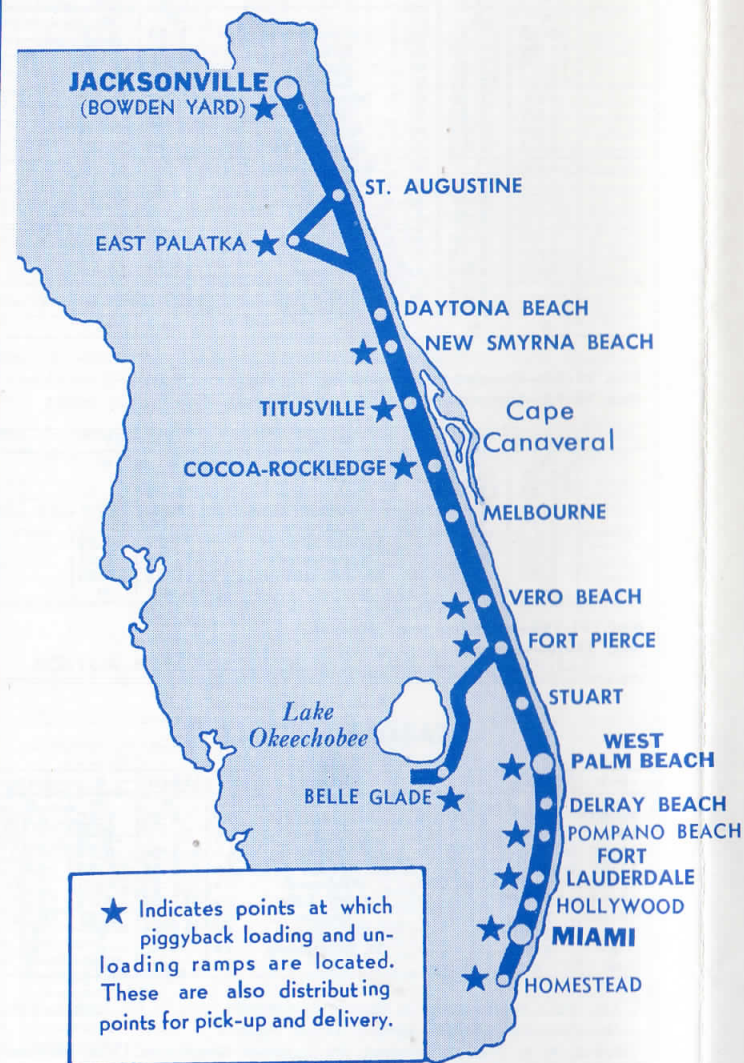 JACKSONVILLE
(BOWDEN YARD)
ST. AUGUSTINE
EAST PALATKA
DAYTONA BEACH
NEW SMYRNA BEACH
TITUSVILLE
Cape
Canaveral
COCOA-ROCKLEDGE
MELBOURNE
VERO BEACH
FORT PIERCE
STUART
Lake
Okeechobee
WEST
PALM BEACH
BELLE GLADE
DELRAY BEACH
POMPANO BEACH
FORT
LAUDERDALE
HOLLYWOOD
MIAMI
HOMESTEAD
★ Indicates points at which
piggyback loading and un-
loading ramps are located.
These are also distributing
points for pick-up and delivery.